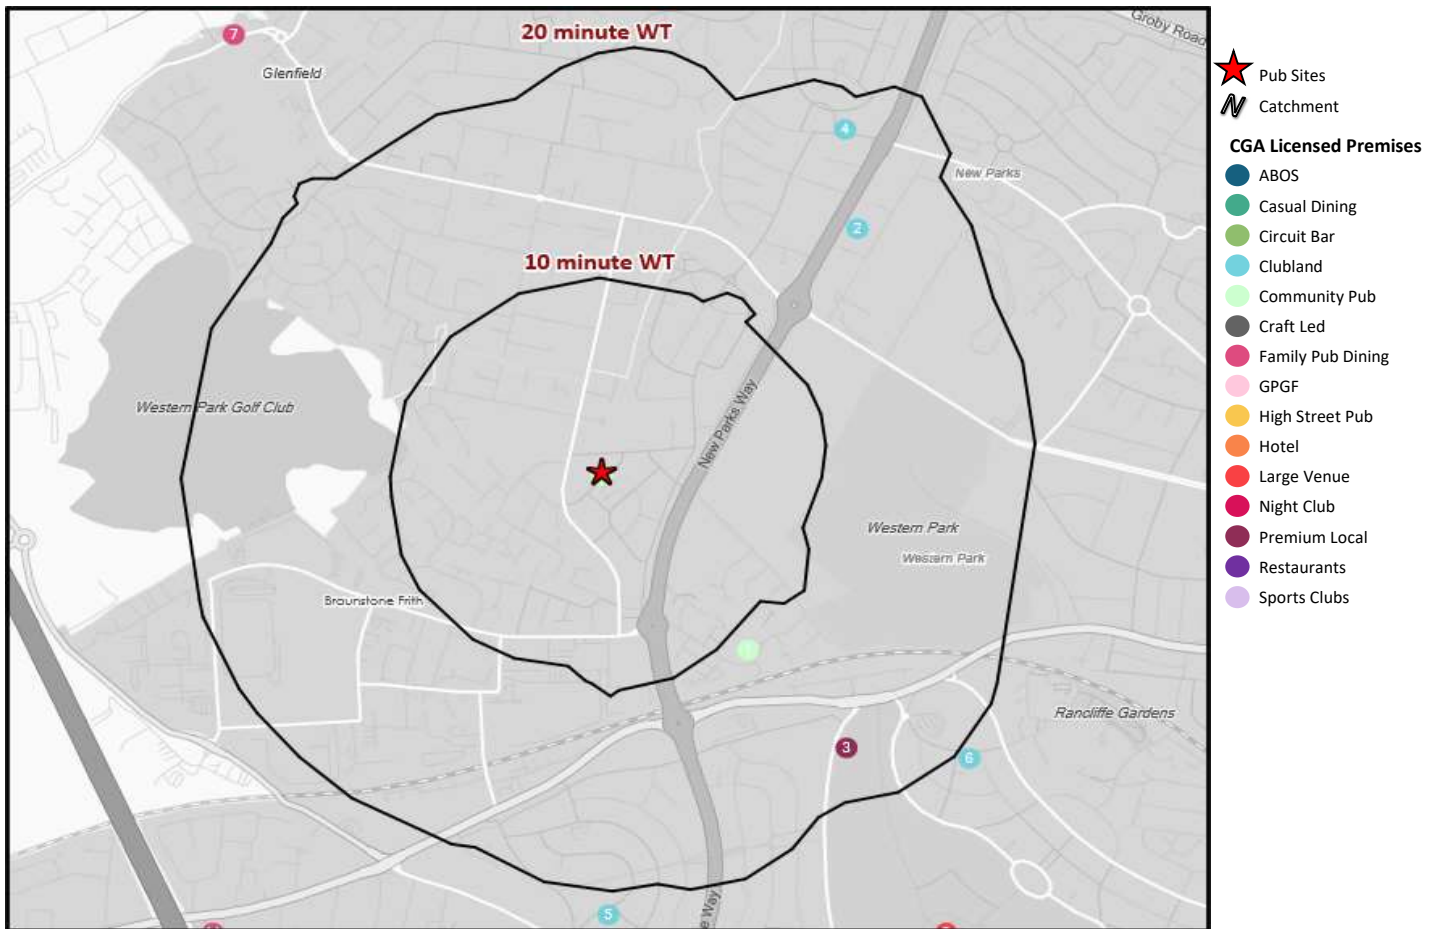 Groby Road
7
20 minute WT
Glenfield
4
New Parks
2
10 minute WT
New Parks Way
Western Park Golf Club
Western Park
Western Park
Braunstone Frith
Rancliffe Gardens
3
6
5
e Way
Pub Sites
Catchment
CGA Licensed Premises
ABOS
Casual Dining
Circuit Bar
Clubland
Community Pub
Craft Led
Family Pub Dining
GPGF
High Street Pub
Hotel
Large Venue
Night Club
Premium Local
Restaurants
Sports Clubs